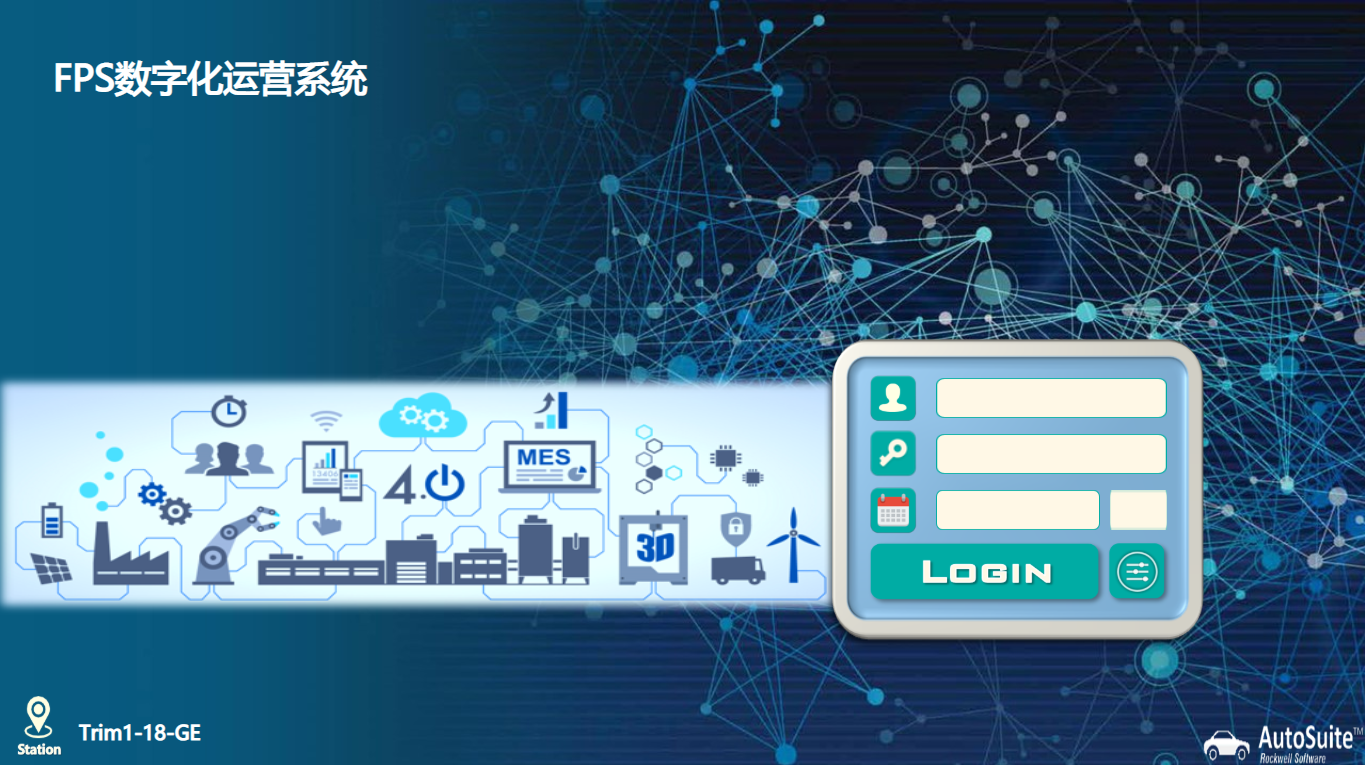 FPS数字化运营系统
13406
MES
4.0
3D
LOGIN
Station
Trim1-18-GE
AutoSuite™
Rockwell Software